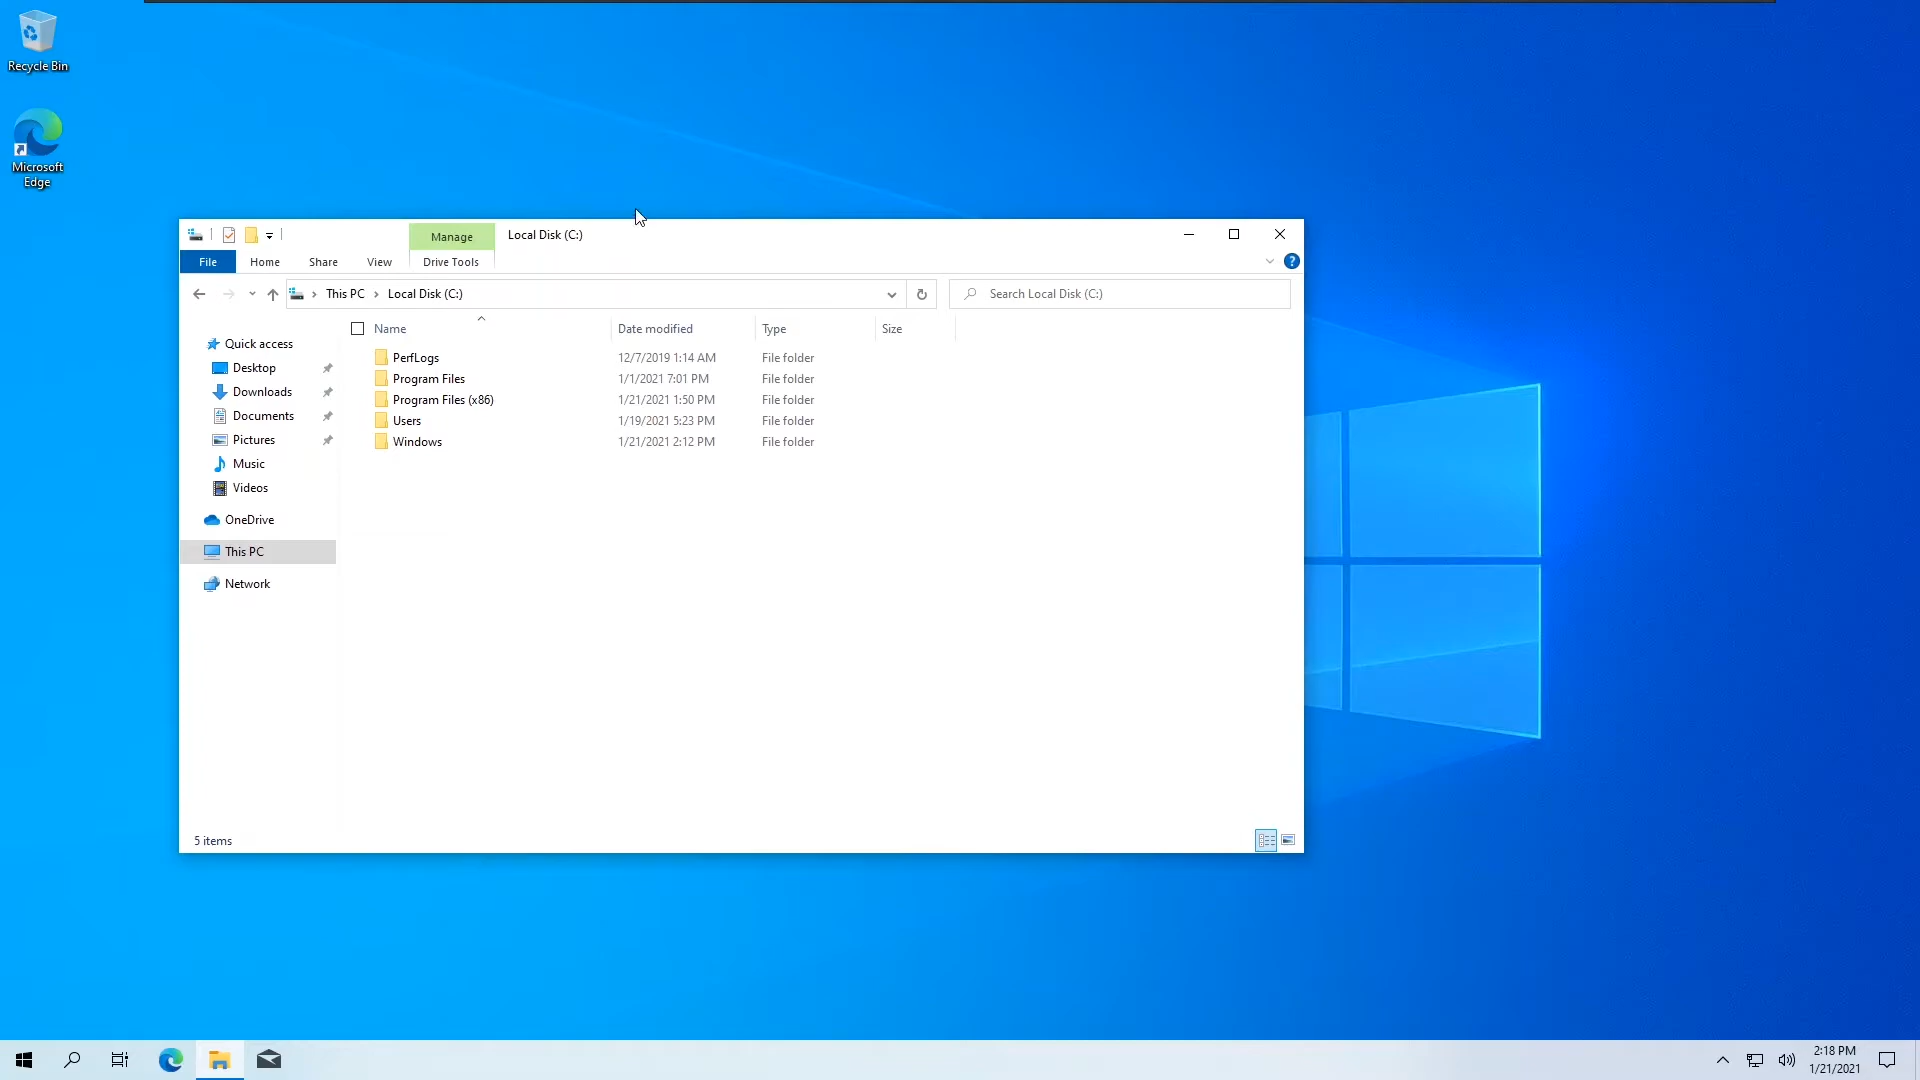 Recycle Bin
Microsoft
Edge
Manage
Local Disk (C:)
File
Home
Share
View
Drive Tools
?
This PC
Local Disk (C:)
Search Local Disk (C:)
Name
Date modified
Type
Size
Quick access
Desktop
Downloads
Documents
Pictures
Music
Videos
OneDrive
This PC
Network
PerfLogs 12/7/2019 1:14 AM File folder
Program Files 1/1/2021 7:01 PM File folder
Program Files (x86) 1/21/2021 1:50 PM File folder
Users 1/19/2021 5:23 PM File folder
Windows 1/21/2021 2:12 PM File folder
5 items
2:18 PM
1/21/2021